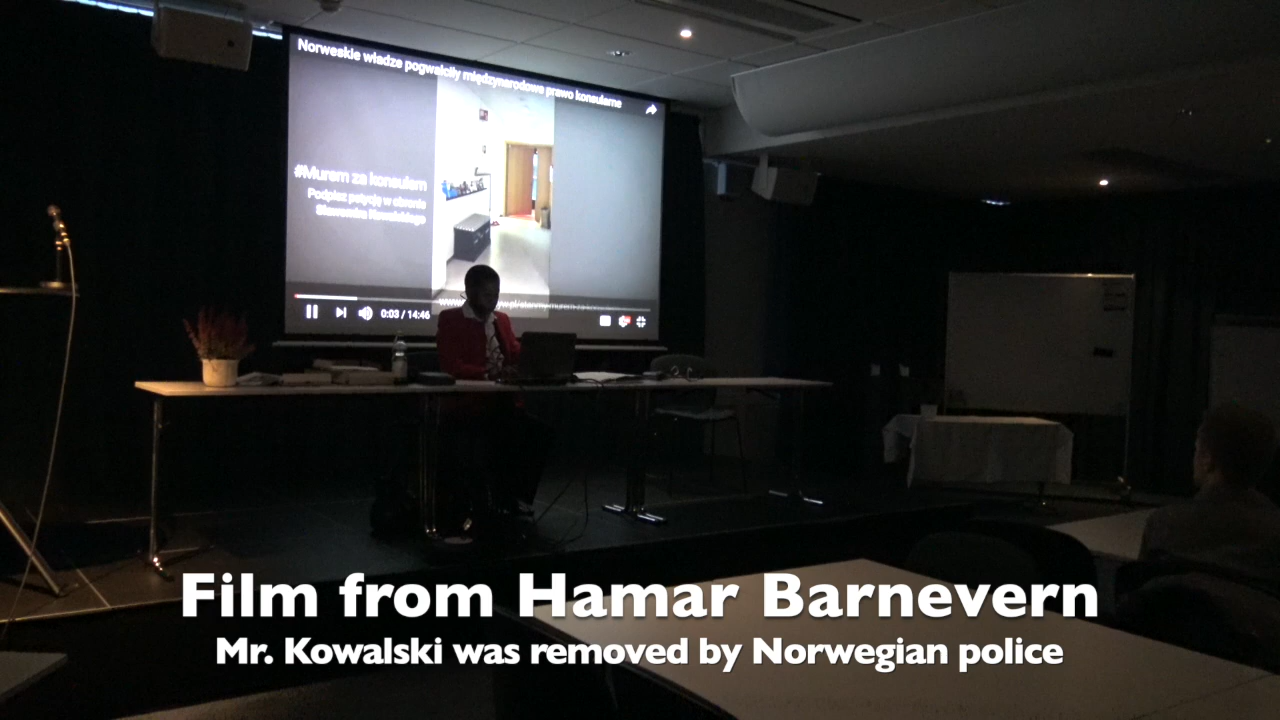 Norweskie władze pogwałciły międzynarodowe prawo konsularne
#Murem za konsulem
Podpisz petycję w obronie
Sławomira Kowalskiego
0:03 / 14:46
Film from Hamar Barnevern
Mr. Kowalski was removed by Norwegian police